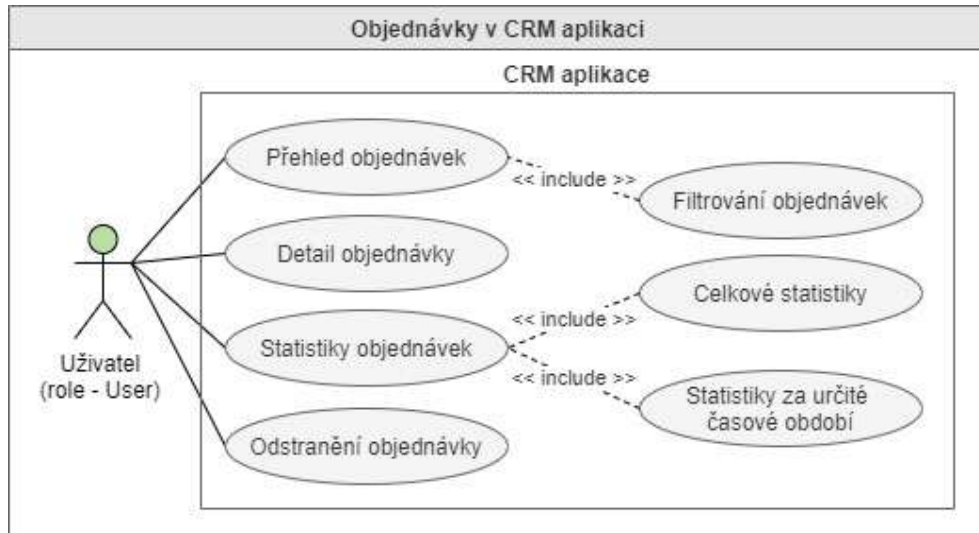 Objednávky v CRM aplikaci
CRM aplikace
Přehled objednávek
<< include >>
Filtrování objednávek
Detail objednávky
Celkové statistiky
<< include >>
Statistiky objednávek
<< include >>
Statistiky za určité
časové období
Uživatel
(role - User)
Odstranění objednávky